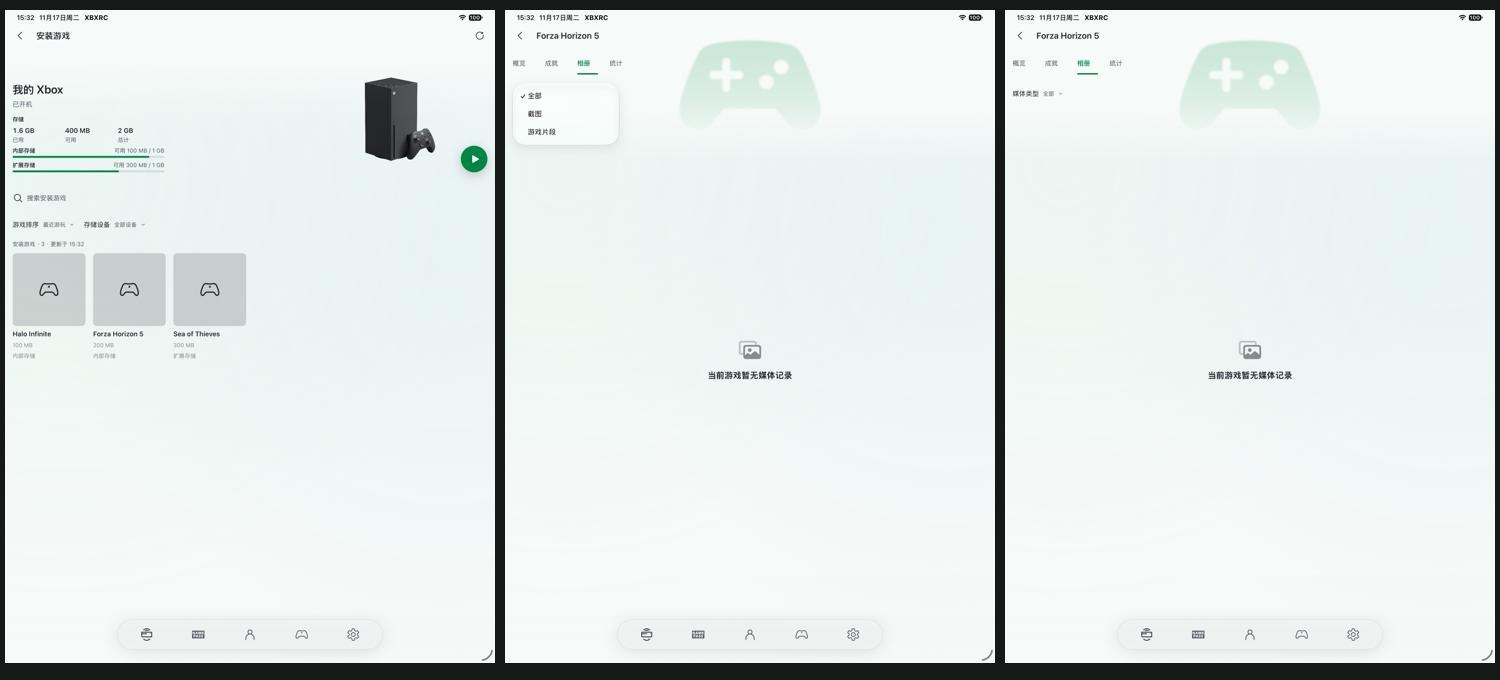 15:32 11月17日周二 XBXRC
100
安装游戏
我的 Xbox
已开机
存储
1.6 GB 400 MB 2 GB
已用 可用 总计
内部存储 可用 100 MB / 1 GB
扩展存储 可用 300 MB / 1 GB
搜索安装游戏
游戏排序 最近游玩 存储设备 全部设备
安装游戏 · 3 · 更新于 15:32
Halo Infinite
100 MB
内部存储
Forza Horizon 5
200 MB
内部存储
Sea of Thieves
300 MB
扩展存储
15:32 11月17日周二 XBXRC
100
Forza Horizon 5
概览 成就 相册 统计
全部
截图
游戏片段
当前游戏暂无媒体记录
15:32 11月17日周二 XBXRC
100
Forza Horizon 5
概览 成就 相册 统计
媒体类型 全部
当前游戏暂无媒体记录